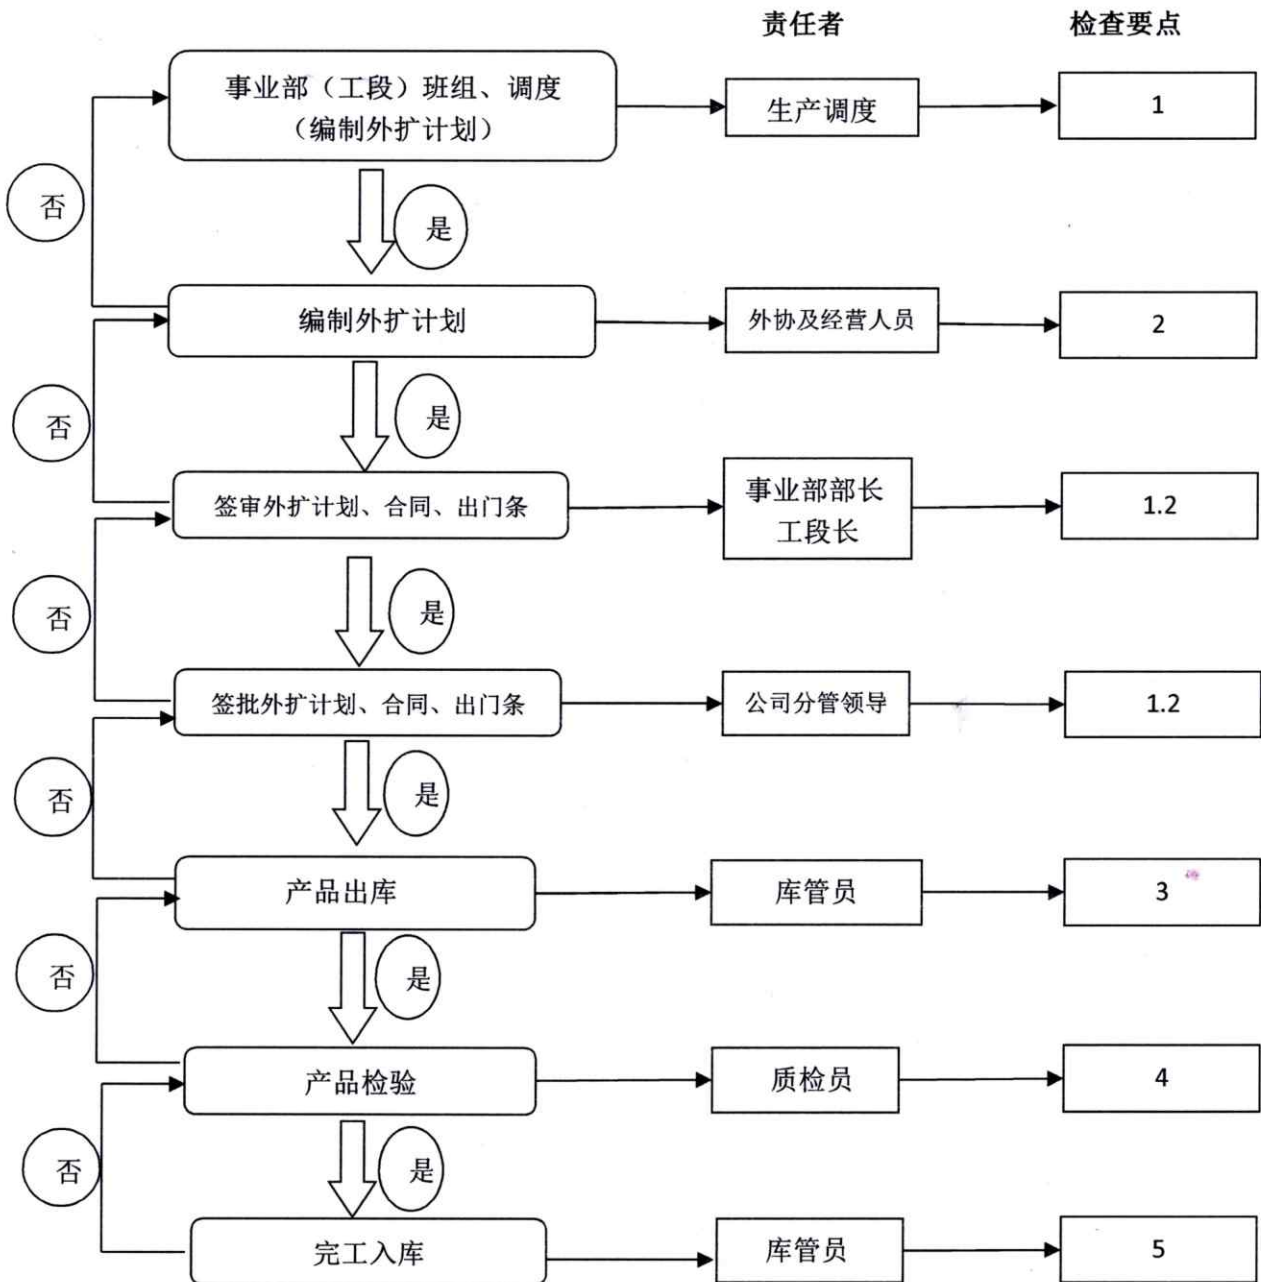 责任者 检查要点
事业部（工段）班组、调度
（编制外扩计划）
生产调度
1
否
是
编制外扩计划
外协及经营人员
2
否
是
签审外扩计划、合同、出门条
事业部部长
工段长
1.2
否
是
签批外扩计划、合同、出门条
公司分管领导
1.2
否
是
产品出库
库管员
3
否
是
产品检验
质检员
4
否
是
完工入库
库管员
5